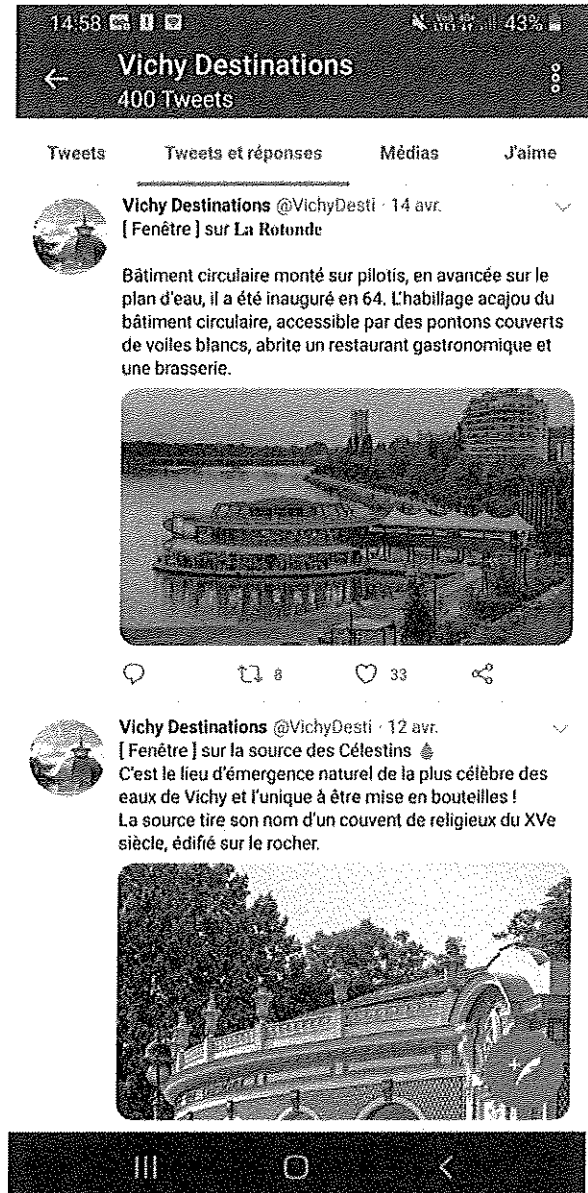 14:58 43%
Vichy Destinations
400 Tweets
Tweets Tweets et réponses Médias J'aime
Vichy Destinations @VichyDesti · 14 avr.
[ Fenêtre ] sur La Rotonde
Bâtiment circulaire monté sur pilotis, en avancée sur le
plan d'eau, il a été inauguré en 64. L'habillage acajou du
bâtiment circulaire, accessible par des pontons couverts
de voiles blancs, abrite un restaurant gastronomique et
une brasserie.
8 33
Vichy Destinations @VichyDesti · 12 avr.
[ Fenêtre ] sur la source des Célestins
C'est le lieu d'émergence naturel de la plus célèbre des
eaux de Vichy et l'unique à être mise en bouteilles !
La source tire son nom d'un couvent de religieux du XVe
siècle, édifié sur le rocher.